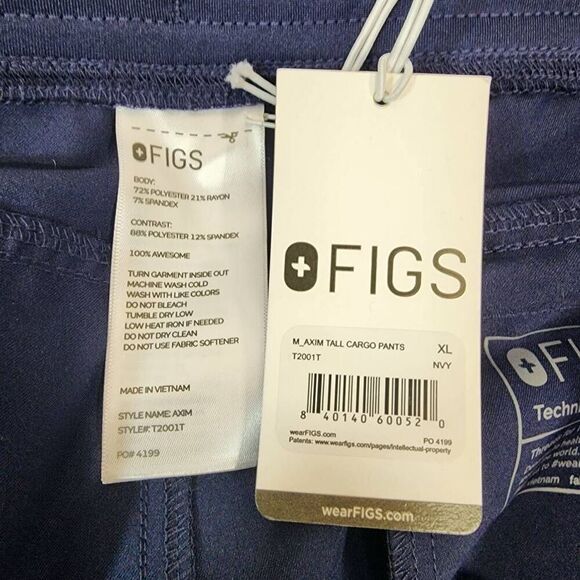 FIGS
BODY:
72% POLYESTER 21% RAYON
7% SPANDEX
CONTRAST:
88% POLYESTER 12% SPANDEX
100% AWESOME
TURN GARMENT INSIDE OUT
MACHINE WASH COLD
WASH WITH LIKE COLORS
DO NOT BLEACH
TUMBLE DRY LOW
LOW HEAT IRON IF NEEDED
DO NOT DRY CLEAN
DO NOT USE FABRIC SOFTENER
MADE IN VIETNAM
STYLE NAME: AXIM
STYLE#: T2001T
PO# 4199
FIGS
M_AXIM TALL CARGO PANTS XL
T2001T NVY
8 40140 60052 0
wearFIGS.com PO 4199
Patents: www.wearfigs.com/pages/intellectual-property
wearFIGS.com
FI
Techn
world.
to #wea